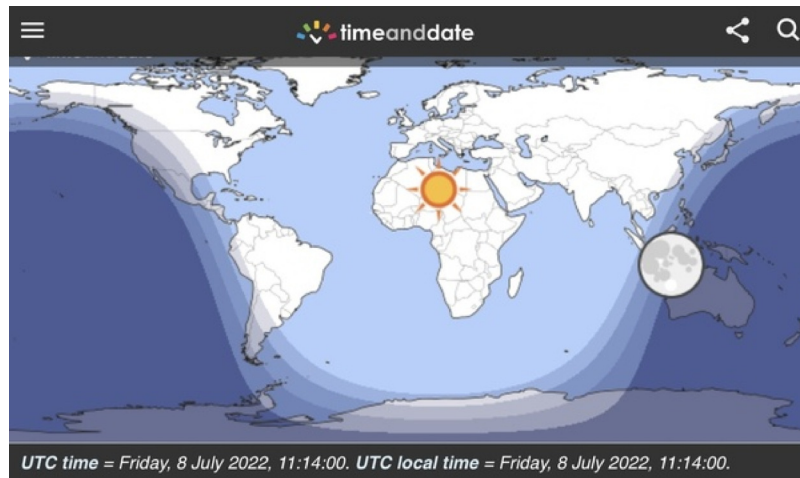 timeanddate
UTC time = Friday, 8 July 2022, 11:14:00. UTC local time = Friday, 8 July 2022, 11:14:00.